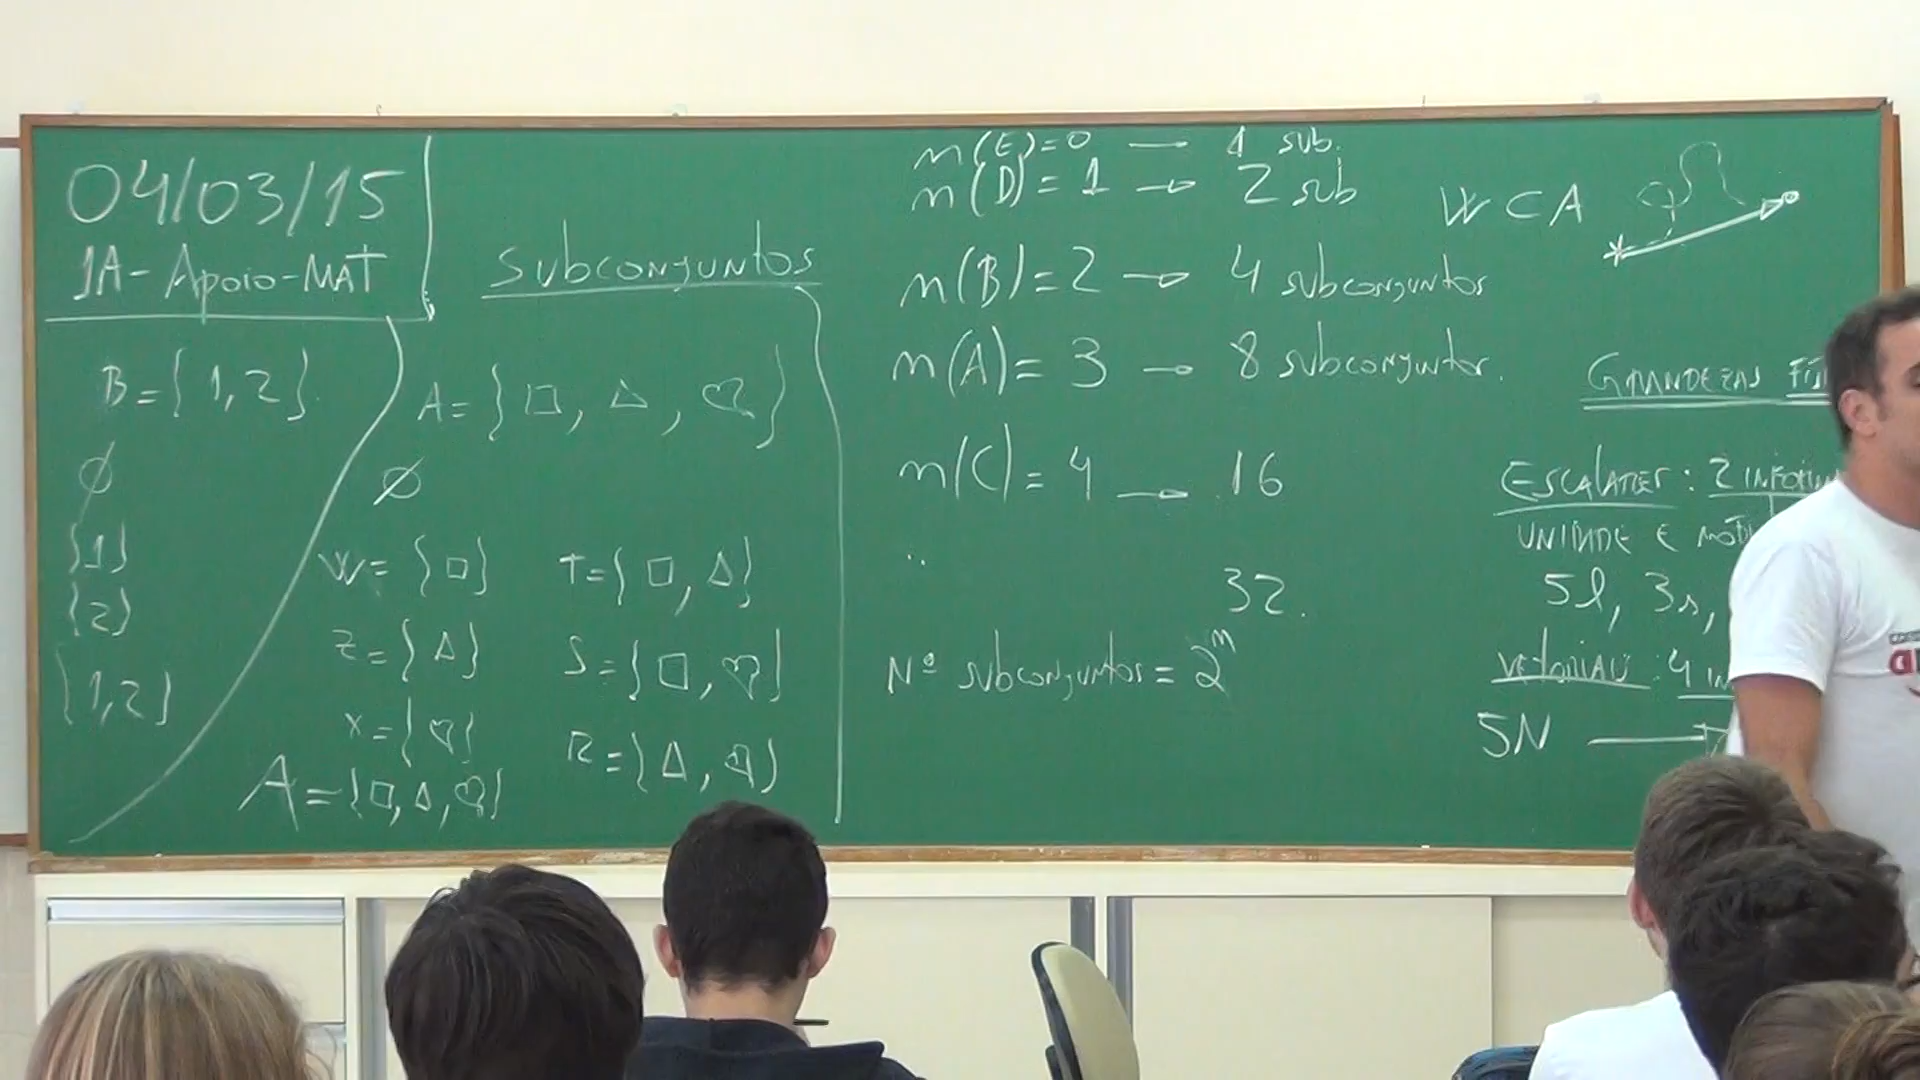 04/03/15
1A-Apoio-MAT
B={1,2}
∅
{1}
{2}
{1,2}
Subconjuntos
A={□, △, ♡}
∅
W={□} T={□, △}
Z={△} S={□, ♡}
X={♡} R={△, ♡}
A={□, △, ♡}
n(E)=0 → 1 sub.
n(D)=1 → 2 sub
n(B)=2 → 4 subconjuntos
n(A)=3 → 8 subconjuntos.
n(C)=4 → 16
32.
Nº subconjuntos = 2ⁿ
W⊂A
GRANDEZAS
ESCALARES: 2
UNIDADE E
5l, 3s,
VETORIAIS: 4
5N →